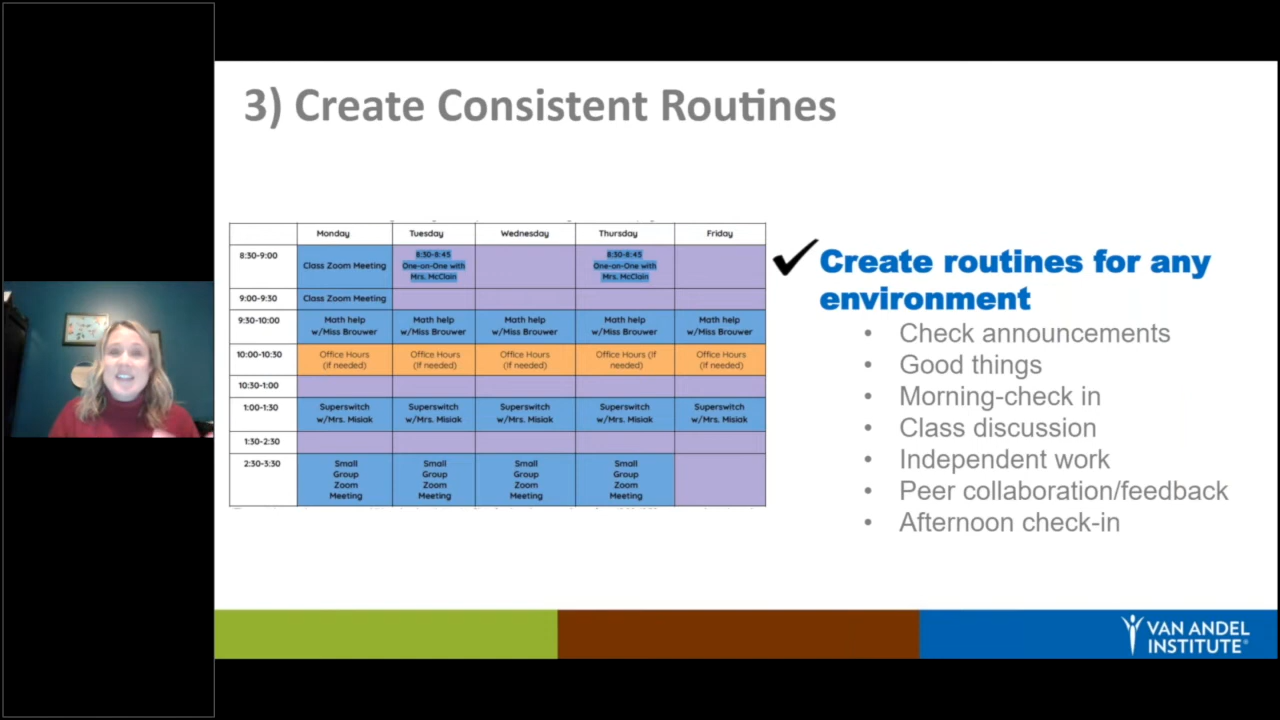 3) Create Consistent Routines
Monday Tuesday Wednesday Thursday Friday
8:30-9:00
Class Zoom Meeting
8:30-8:45
One-on-One with
Mrs. McClain
8:30-8:45
One-on-One with
Mrs. McClain
9:00-9:30 Class Zoom Meeting
9:30-10:00
Math help
w/Miss Brouwer
Math help
w/Miss Brouwer
Math help
w/Miss Brouwer
Math help
w/Miss Brouwer
Math help
w/Miss Brouwer
10:00-10:30
Office Hours
(if needed)
Office Hours
(If needed)
Office Hours
(If needed)
Office Hours (If
needed)
Office Hours
(If needed)
10:30-1:00
1:00-1:30
Superswitch
w/Mrs. Misiak
Superswitch
w/Mrs. Misiak
Superswitch
w/Mrs. Misiak
Superswitch
w/Mrs. Misiak
Superswitch
w/Mrs. Misiak
1:30-2:30
2:30-3:30
Small
Group
Zoom
Meeting
Small
Group
Zoom
Meeting
Small
Group
Zoom
Meeting
Small
Group
Zoom
Meeting
Create routines for any
environment
• Check announcements
• Good things
• Morning-check in
• Class discussion
• Independent work
• Peer collaboration/feedback
• Afternoon check-in
VAN ANDEL
INSTITUTE®